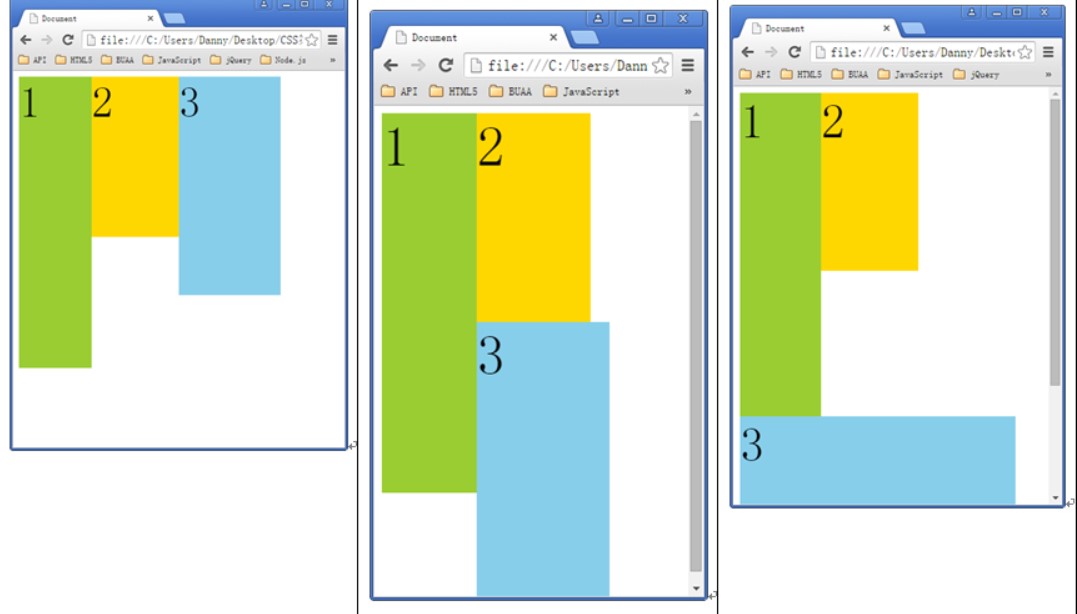 Document
file:///C:/Users/Danny/Desktop/CSS
API HTML5 BUAA JavaScript jQuery Node.js »
1 2 3
Document
file:///C:/Users/Dann
API HTML5 BUAA JavaScript »
1 2
3
Document
file:///C:/Users/Danny/Deskt
API HTML5 BUAA JavaScript jQuery »
1 2
3